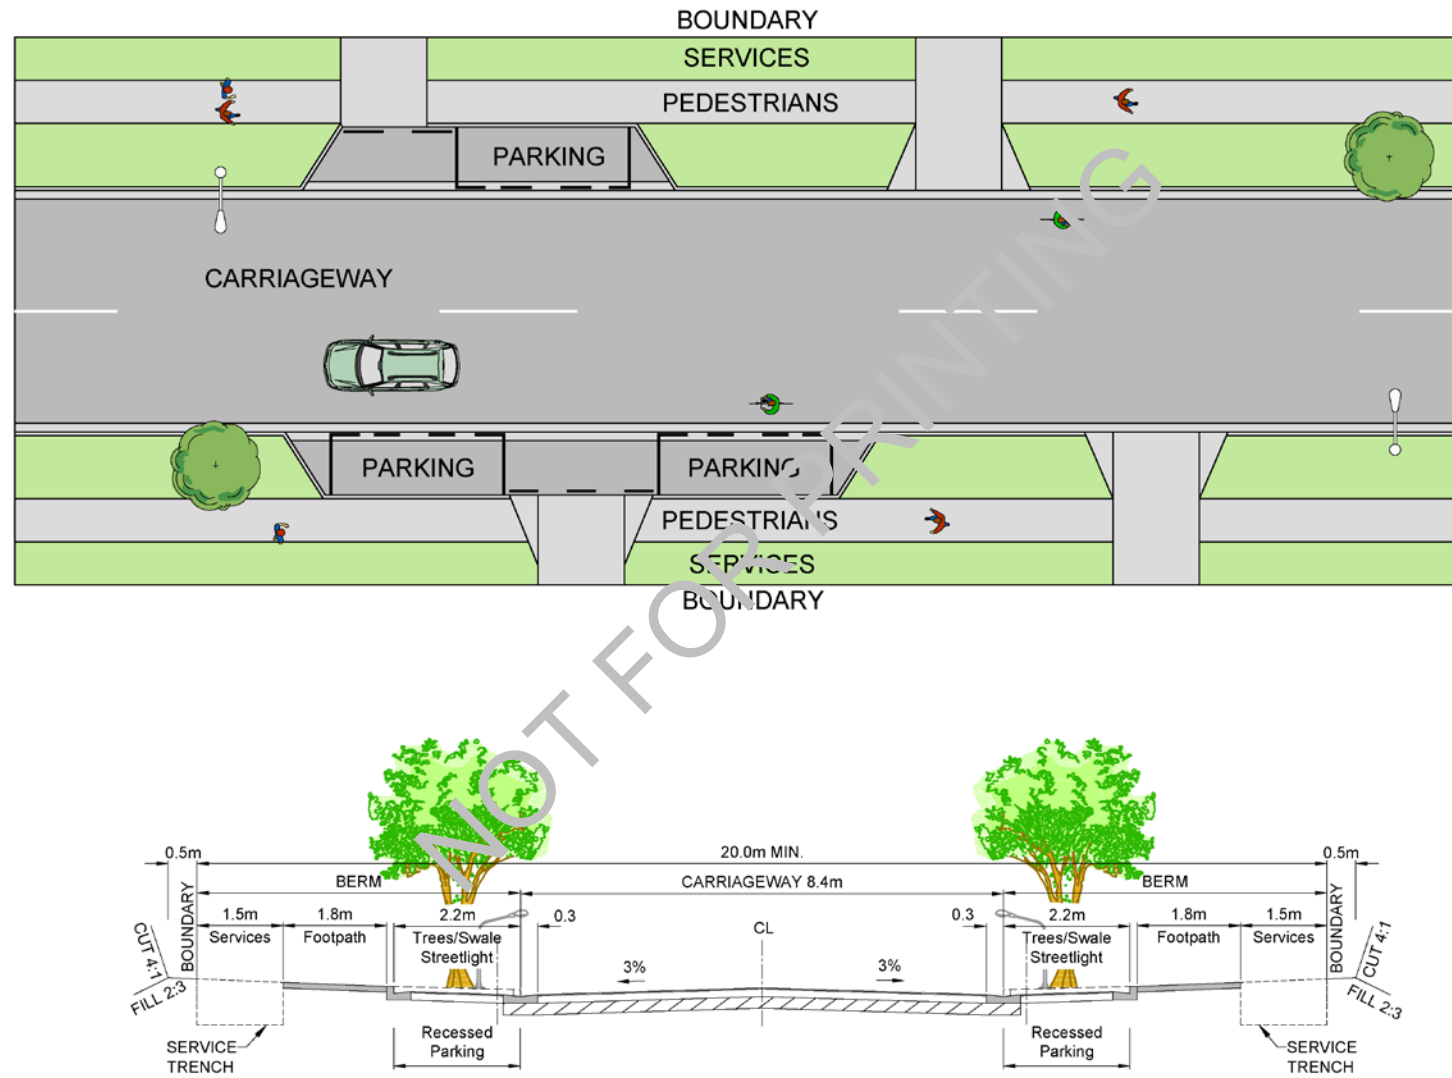 BOUNDARY
SERVICES
PEDESTRIANS
PARKING
CARRIAGEWAY
PARKING
PARKING
PEDESTRIANS
SERVICES
BOUNDARY
NOT FOR PRINTING
0.5m
20.0m MIN.
0.5m
BERM
CARRIAGEWAY 8.4m
BERM
1.5m
1.8m
2.2m
0.3
0.3
2.2m
1.8m
1.5m
Services
Footpath
Trees/Swale
Streetlight
CL
Trees/Swale
Streetlight
Footpath
Services
BOUNDARY
BOUNDARY
CUT 4:1
FILL 2:3
3%
3%
CUT 4:1
FILL 2:3
Recessed
Parking
Recessed
Parking
SERVICE
TRENCH
SERVICE
TRENCH